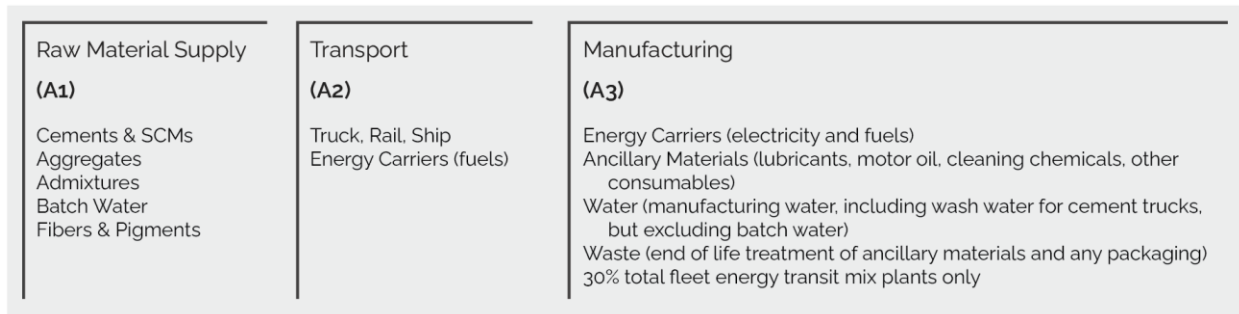 Raw Material Supply
(A1)
Cements & SCMs
Aggregates
Admixtures
Batch Water
Fibers & Pigments
Transport
(A2)
Truck, Rail, Ship
Energy Carriers (fuels)
Manufacturing
(A3)
Energy Carriers (electricity and fuels)
Ancillary Materials (lubricants, motor oil, cleaning chemicals, other
consumables)
Water (manufacturing water, including wash water for cement trucks,
but excluding batch water)
Waste (end of life treatment of ancillary materials and any packaging)
30% total fleet energy transit mix plants only